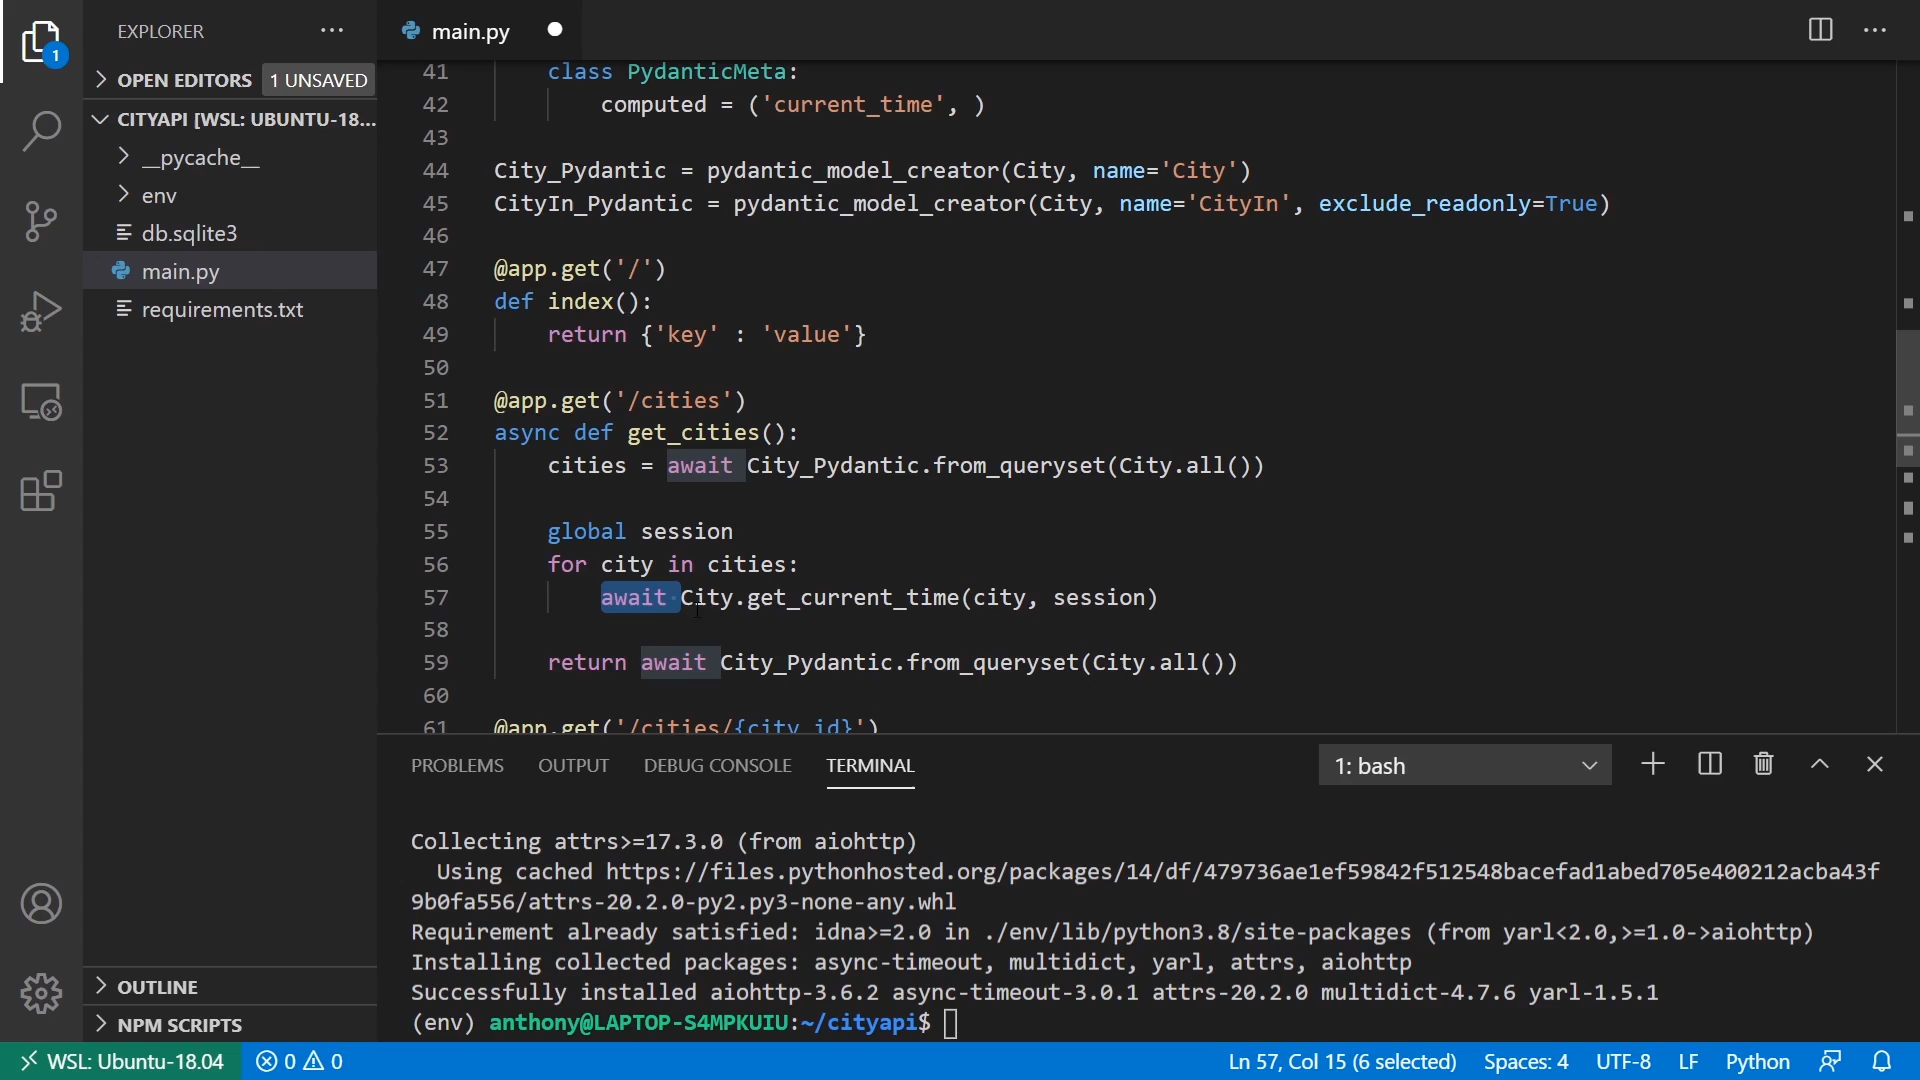 EXPLORER
OPEN EDITORS 1 UNSAVED
CITYAPI [WSL: UBUNTU-18...
__pycache__
env
db.sqlite3
main.py
requirements.txt
OUTLINE
NPM SCRIPTS
1
main.py
41 class PydanticMeta:
42 computed = ('current_time', )
43
44 City_Pydantic = pydantic_model_creator(City, name='City')
45 CityIn_Pydantic = pydantic_model_creator(City, name='CityIn', exclude_readonly=True)
46
47 @app.get('/')
48 def index():
49 return {'key' : 'value'}
50
51 @app.get('/cities')
52 async def get_cities():
53 cities = await City_Pydantic.from_queryset(City.all())
54
55 global session
56 for city in cities:
57 await City.get_current_time(city, session)
58
59 return await City_Pydantic.from_queryset(City.all())
60
61 @app.get('/cities/{city_id}')
PROBLEMS OUTPUT DEBUG CONSOLE TERMINAL 1: bash
Collecting attrs>=17.3.0 (from aiohttp)
Using cached https://files.pythonhosted.org/packages/14/df/479736ae1ef59842f512548bacefad1abed705e400212acba43f
9b0fa556/attrs-20.2.0-py2.py3-none-any.whl
Requirement already satisfied: idna>=2.0 in ./env/lib/python3.8/site-packages (from yarl<2.0,>=1.0->aiohttp)
Installing collected packages: async-timeout, multidict, yarl, attrs, aiohttp
Successfully installed aiohttp-3.6.2 async-timeout-3.0.1 attrs-20.2.0 multidict-4.7.6 yarl-1.5.1
(env) anthony@LAPTOP-S4MPKUIU:~/cityapi$
WSL: Ubuntu-18.04 0 0 Ln 57, Col 15 (6 selected) Spaces: 4 UTF-8 LF Python